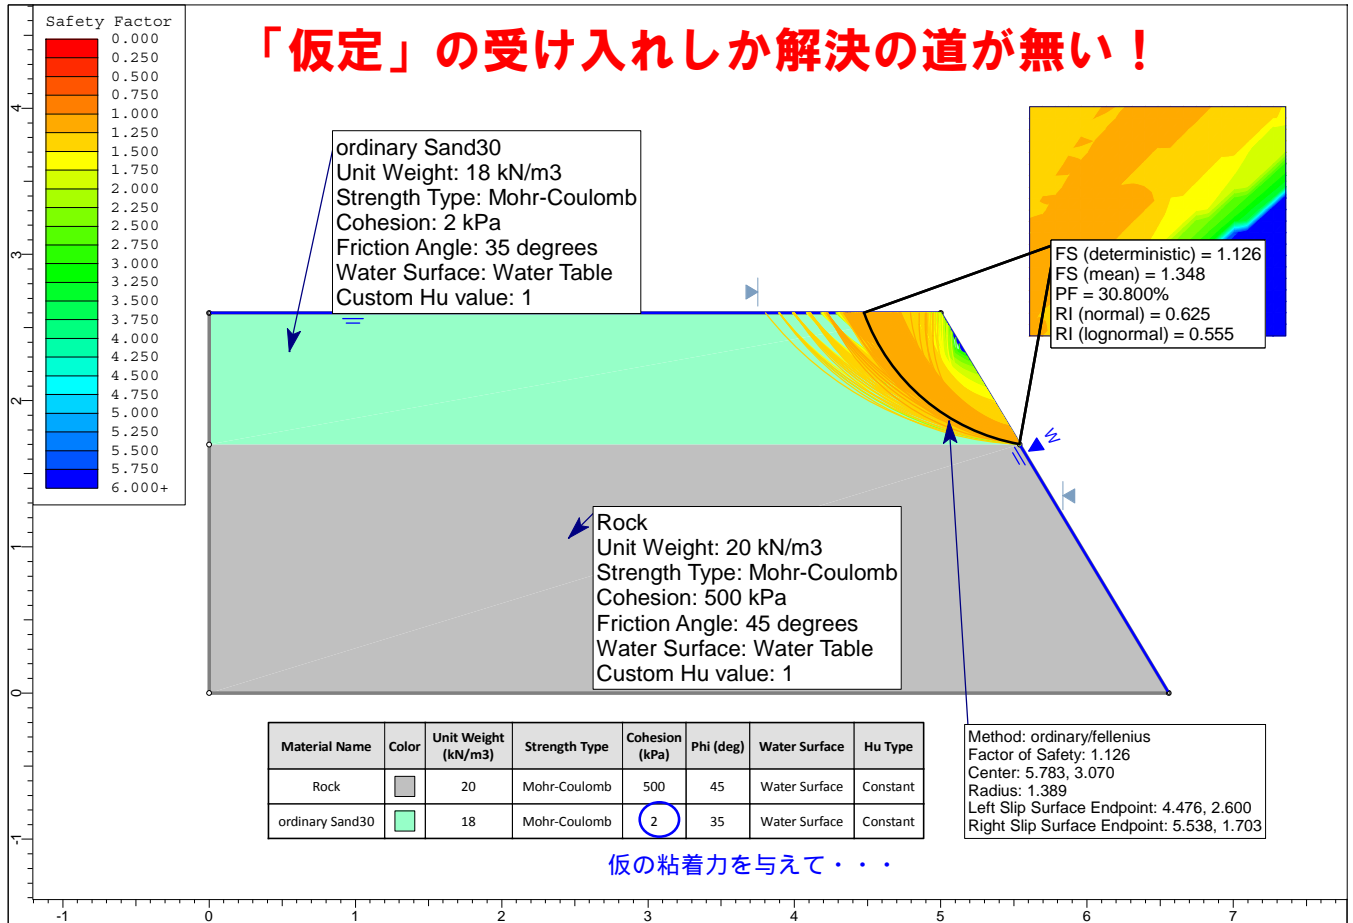 「仮定」の受け入れしか解決の道が無い！
Safety Factor
0.000
0.250
0.500
0.750
1.000
1.250
1.500
1.750
2.000
2.250
2.500
2.750
3.000
3.250
3.500
3.750
4.000
4.250
4.500
4.750
5.000
5.250
5.500
5.750
6.000+
ordinary Sand30
Unit Weight: 18 kN/m3
Strength Type: Mohr-Coulomb
Cohesion: 2 kPa
Friction Angle: 35 degrees
Water Surface: Water Table
Custom Hu value: 1
FS (deterministic) = 1.126
FS (mean) = 1.348
PF = 30.800%
RI (normal) = 0.625
RI (lognormal) = 0.555
W
Rock
Unit Weight: 20 kN/m3
Strength Type: Mohr-Coulomb
Cohesion: 500 kPa
Friction Angle: 45 degrees
Water Surface: Water Table
Custom Hu value: 1
Method: ordinary/fellenius
Factor of Safety: 1.126
Center: 5.783, 3.070
Radius: 1.389
Left Slip Surface Endpoint: 4.476, 2.600
Right Slip Surface Endpoint: 5.538, 1.703
Material Name Color Unit Weight (kN/m3) Strength Type Cohesion (kPa) Phi (deg) Water Surface Hu Type
Rock 20 Mohr-Coulomb 500 45 Water Surface Constant
ordinary Sand30 18 Mohr-Coulomb 2 35 Water Surface Constant
仮の粘着力を与えて・・・
4
3
2
1
0
-1
-1 0 1 2 3 4 5 6 7